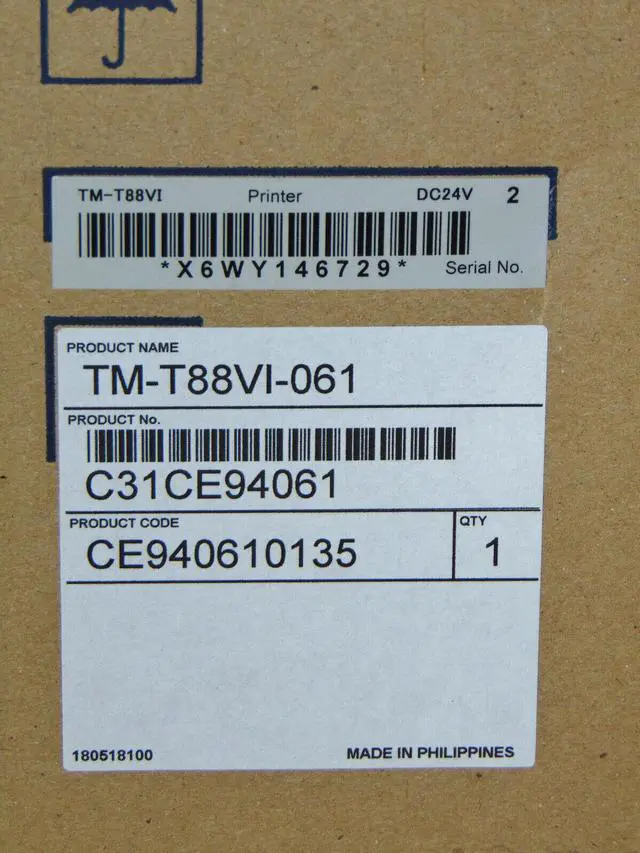 TM-T88VI Printer DC24V 2
*X6WY146729* Serial No.
PRODUCT NAME
TM-T88VI-061
PRODUCT No.
C31CE94061
PRODUCT CODE QTY
CE940610135 1
180518100 MADE IN PHILIPPINES